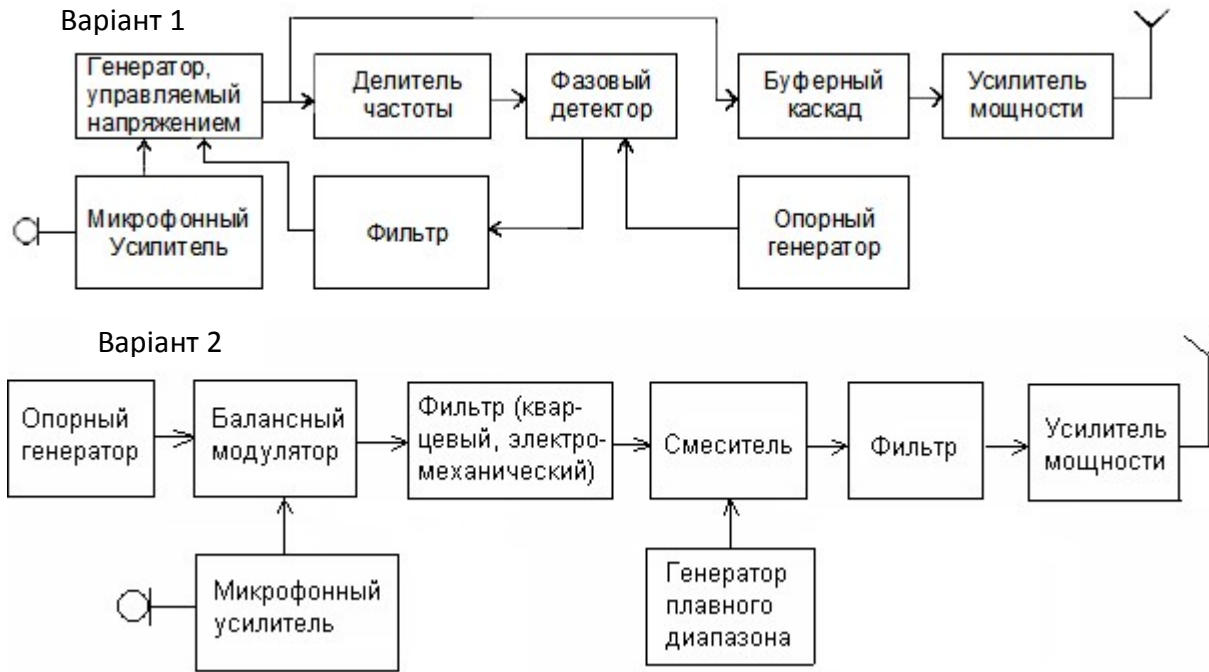 Варіант 1
Генератор,
управляемый
напряжением
Делитель
частоты
Фазовый
детектор
Буферный
каскад
Усилитель
мощности
Микрофонный
Усилитель
Фильтр
Опорный
генератор
Варіант 2
Опорный
генератор
Балансный
модулятор
Фильтр (квар-
цевый, электро-
механический)
Смеситель
Фильтр
Усилитель
мощности
Микрофонный
усилитель
Генератор
плавного
диапазона